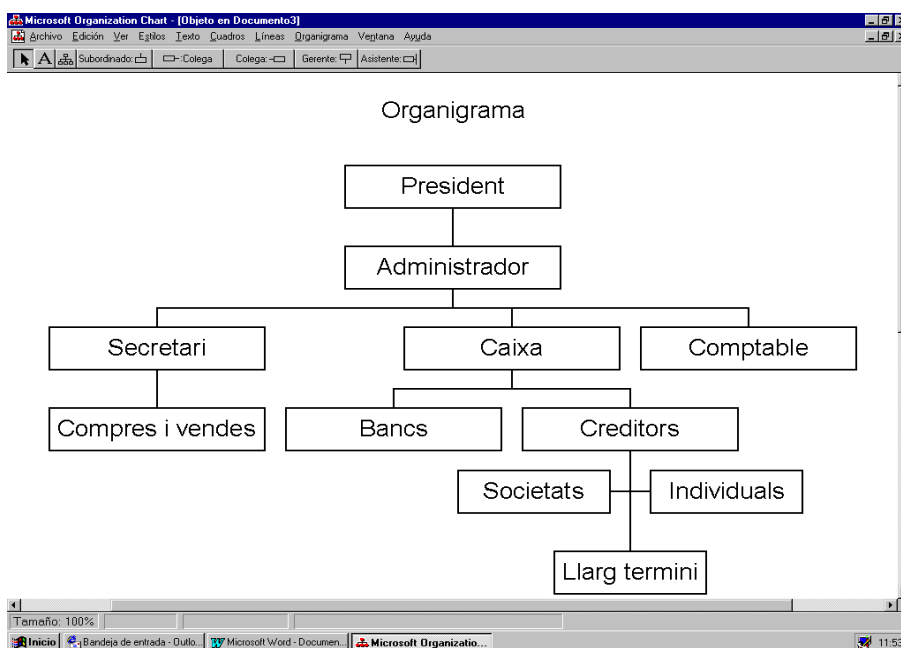 Microsoft Organization Chart - [Objeto en Documento3]
Archivo Edición Ver Estilos Texto Cuadros Líneas Organigrama Ventana Ayuda
A Subordinado: :Colega Colega: Gerente: Asistente:
Organigrama
President
Administrador
Secretari Caixa Comptable
Compres i vendes Bancs Creditors
Societats Individuals
Llarg termini
Tamaño: 100%
Inicio Bandeja de entrada - Outlo... Microsoft Word - Documen... Microsoft Organizatio... 11:53